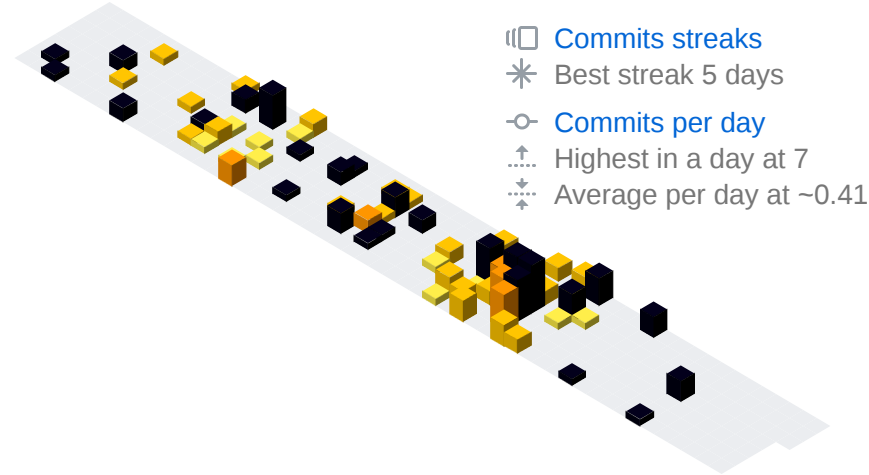 Commits streaks
Best streak 5 days
Commits per day
Highest in a day at 7
Average per day at ~0.41